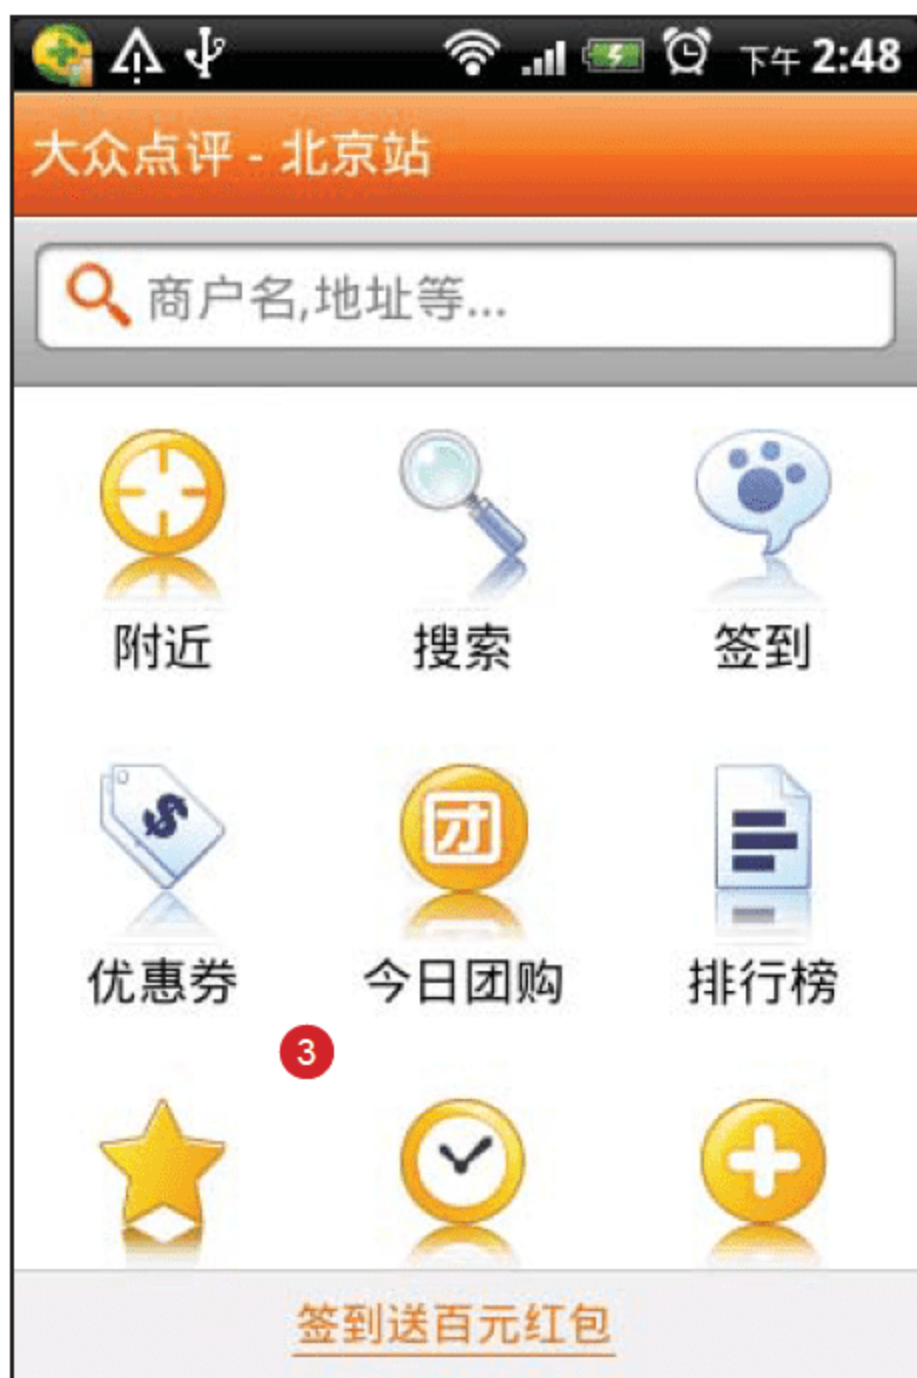 下午 2:48
大众点评 - 北京站
商户名,地址等...
附近 搜索 签到
$ 团
优惠券 今日团购 排行榜
3
签到送百元红包